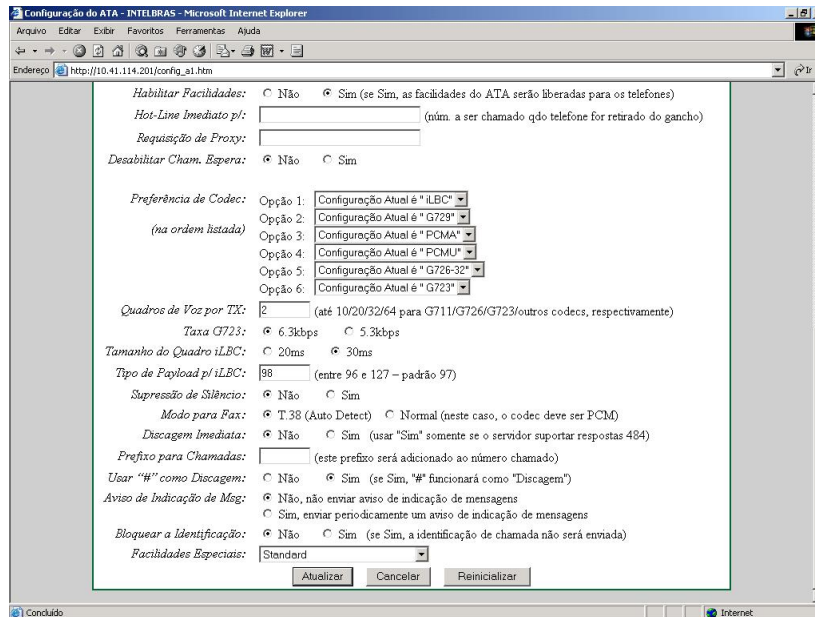 Configuração do ATA - INTELBRAS - Microsoft Internet Explorer
Arquivo Editar Exibir Favoritos Ferramentas Ajuda
Endereço http://10.41.114.201/config_a1.htm Ir
Habilitar Facilidades: Não Sim (se Sim, as facilidades do ATA serão liberadas para os telefones)
Hot-Line Imediato p/: (núm. a ser chamado qdo telefone for retirado do gancho)
Requisição de Proxy:
Desabilitar Cham. Espera: Não Sim
Preferência de Codec: Opção 1: Configuração Atual é " iLBC"
Opção 2: Configuração Atual é " G729"
(na ordem listada) Opção 3: Configuração Atual é " PCMA"
Opção 4: Configuração Atual é " PCMU"
Opção 5: Configuração Atual é " G726-32"
Opção 6: Configuração Atual é " G723"
Quadros de Voz por TX: 2 (até 10/20/32/64 para G711/G726/G723/outros codecs, respectivamente)
Taxa G723: 6.3kbps 5.3kbps
Tamanho do Quadro iLBC: 20ms 30ms
Tipo de Payload p/ iLBC: 98 (entre 96 e 127 – padrão 97)
Supressão de Silêncio: Não Sim
Modo para Fax: T.38 (Auto Detect) Normal (neste caso, o codec deve ser PCM)
Discagem Imediata: Não Sim (usar "Sim" somente se o servidor suportar respostas 484)
Prefixo para Chamadas: (este prefixo será adicionado ao número chamado)
Usar “#” como Discagem: Não Sim (se Sim, "#" funcionará como "Discagem")
Aviso de Indicação de Msg: Não, não enviar aviso de indicação de mensagens
Sim, enviar periodicamente um aviso de indicação de mensagens
Bloquear a Identificação: Não Sim (se Sim, a identificação de chamada não será enviada)
Facilidades Especiais: Standard
Atualizar Cancelar Reinicializar
Concluído Internet